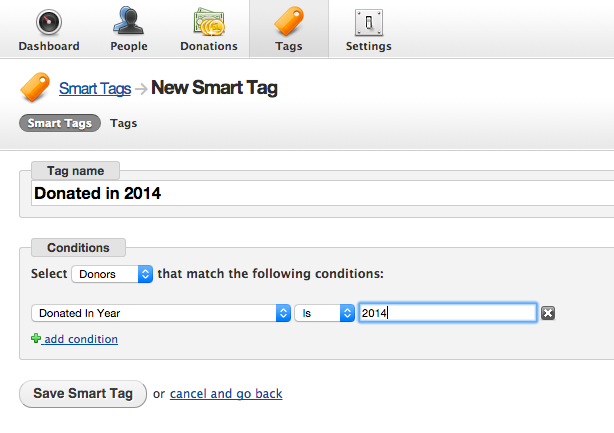 Dashboard People Donations Tags Settings
Smart Tags → New Smart Tag
Smart Tags Tags
Tag name
Donated in 2014
Conditions
Select Donors that match the following conditions:
Donated In Year Is 2014
add condition
Save Smart Tag or cancel and go back